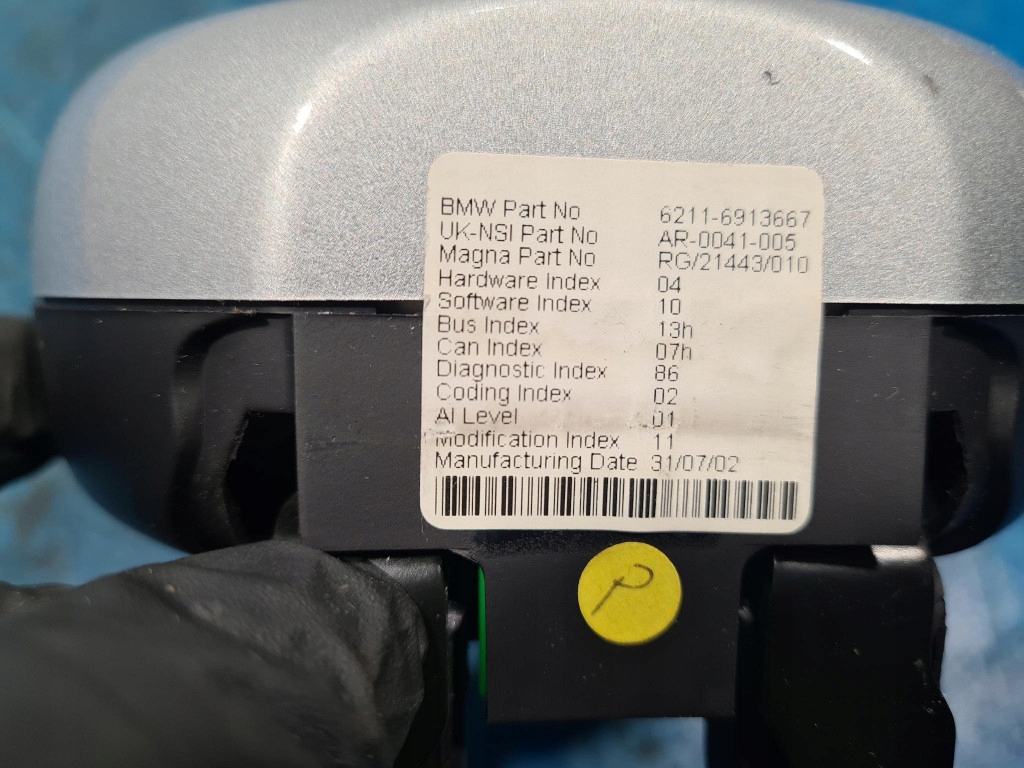 BMW Part No 6211-6913667
UK-NSI Part No AR-0041-005
Magna Part No RG/21443/010
Hardware Index 04
Software Index 10
Bus Index 13h
Can Index 07h
Diagnostic Index 86
Coding Index 02
AI Level 01
Modification Index 11
Manufacturing Date 31/07/02
P